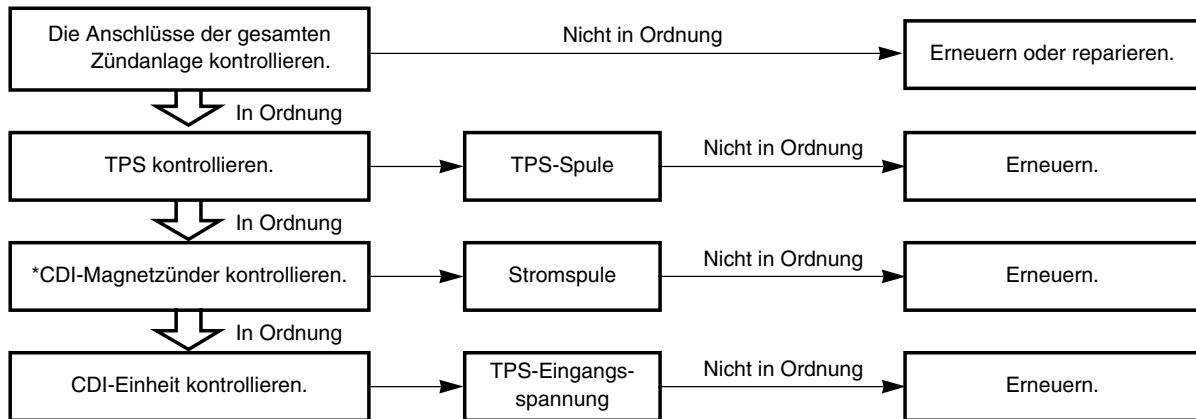 Die Anschlüsse der gesamten
Zündanlage kontrollieren.
Nicht in Ordnung
Erneuern oder reparieren.
In Ordnung
TPS kontrollieren.
TPS-Spule
Nicht in Ordnung
Erneuern.
In Ordnung
*CDI-Magnetzünder kontrollieren.
Stromspule
Nicht in Ordnung
Erneuern.
In Ordnung
CDI-Einheit kontrollieren.
TPS-Eingangs-
spannung
Nicht in Ordnung
Erneuern.